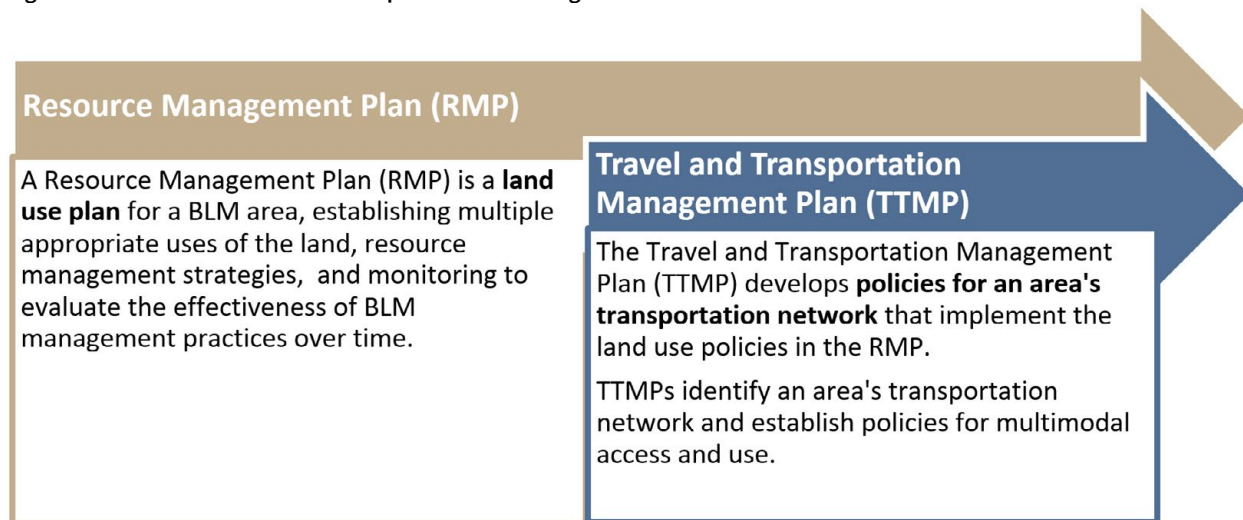 Resource Management Plan (RMP)
A Resource Management Plan (RMP) is a land
use plan for a BLM area, establishing multiple
appropriate uses of the land, resource
management strategies, and monitoring to
evaluate the effectiveness of BLM
management practices over time.
Travel and Transportation
Management Plan (TTMP)
The Travel and Transportation Management
Plan (TTMP) develops policies for an area's
transportation network that implement the
land use policies in the RMP.
TTMPs identify an area's transportation
network and establish policies for multimodal
access and use.